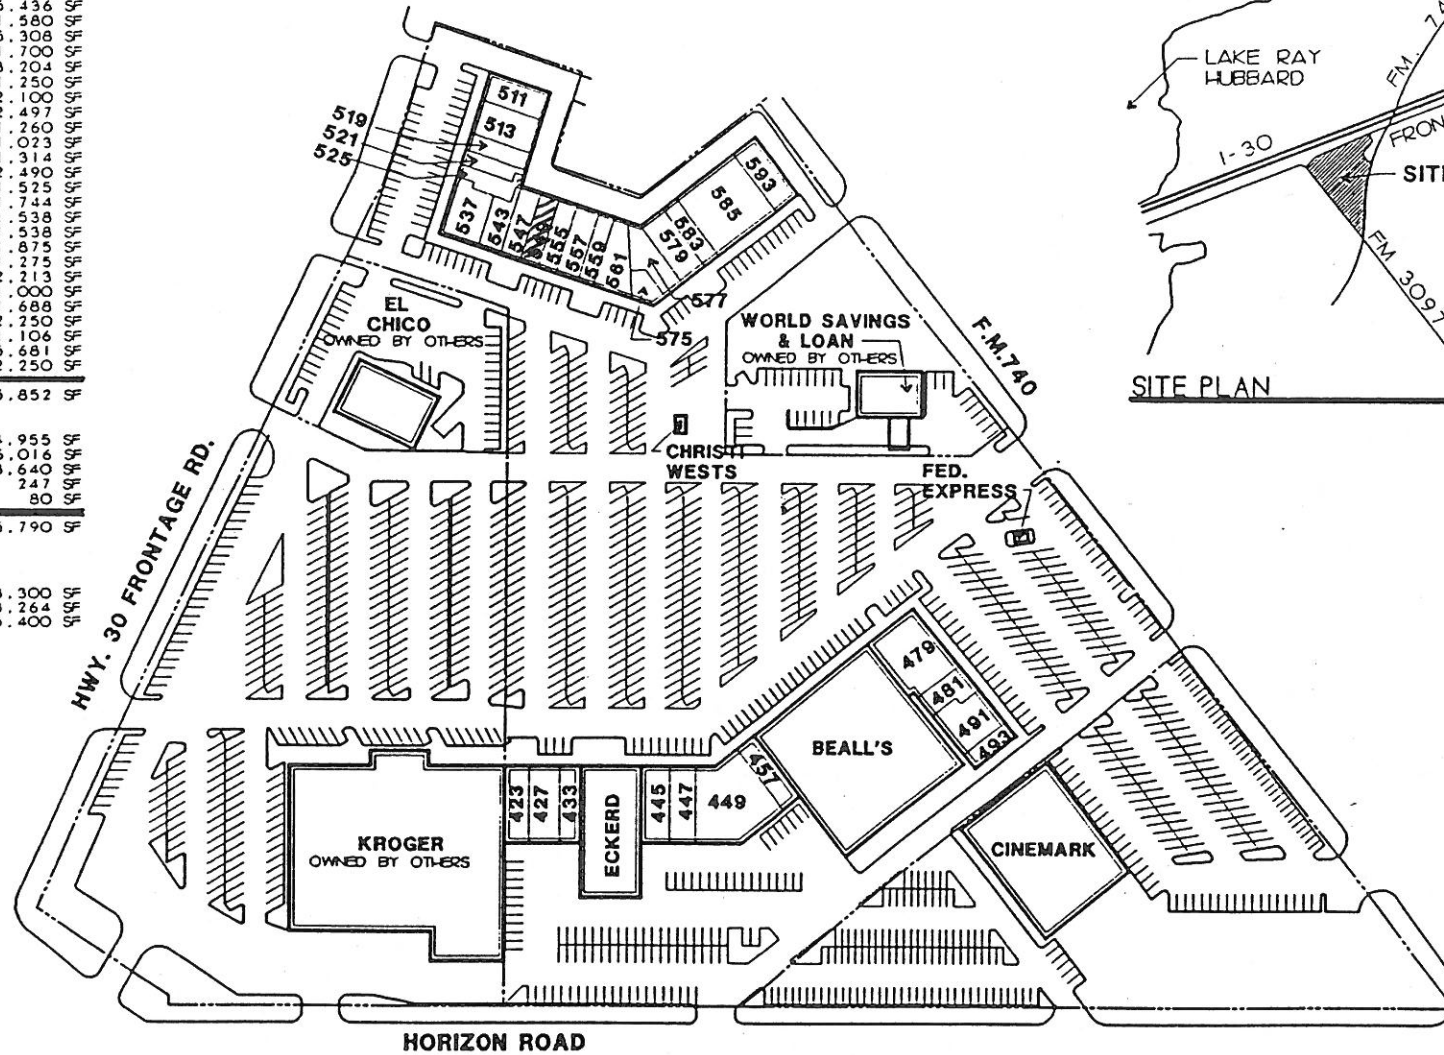 .436 SF
.580 SF
.308 SF
.700 SF
.204 SF
.250 SF
.100 SF
.497 SF
.260 SF
.023 SF
.314 SF
.490 SF
.525 SF
.744 SF
.538 SF
.538 SF
.875 SF
.275 SF
.213 SF
.000 SF
.688 SF
.250 SF
.106 SF
.681 SF
.250 SF
.852 SF
.955 SF
.016 SF
.640 SF
247 SF
80 SF
.790 SF
.300 SF
.264 SF
.400 SF
511
513
519
521
525
537
543
547
555
557
559
561
575
577
579
583
585
593
EL
CHICO
OWNED BY OTHERS
WORLD SAVINGS
& LOAN
OWNED BY OTHERS
F.M.740
CHRISTI
WESTS
FED.
EXPRESS
HWY. 30 FRONTAGE RD.
479
481
491
493
BEALL'S
457
449
447
445
ECKERD
433
427
423
KROGER
OWNED BY OTHERS
CINEMARK
HORIZON ROAD
LAKE RAY
HUBBARD
I-30
FM
FRON
SITE
FM 3097
SITE PLAN